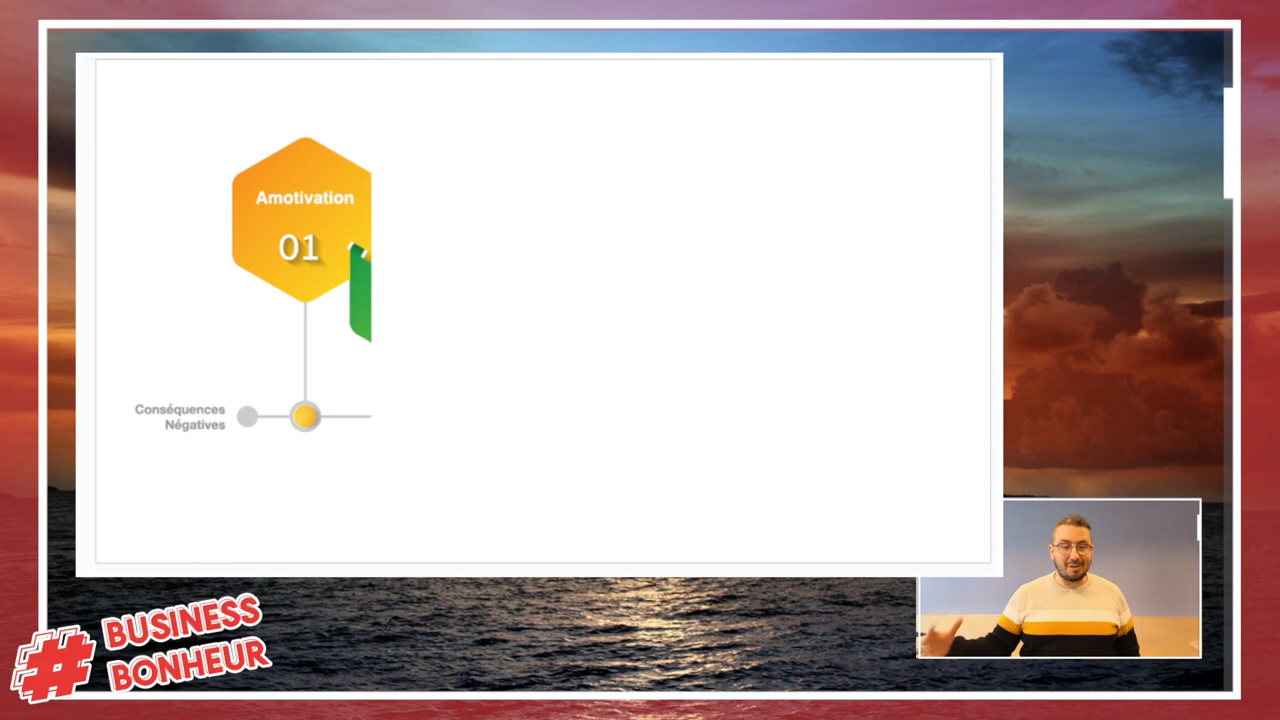 Amotivation
01
Conséquences
Négatives
#BUSINESS
BONHEUR